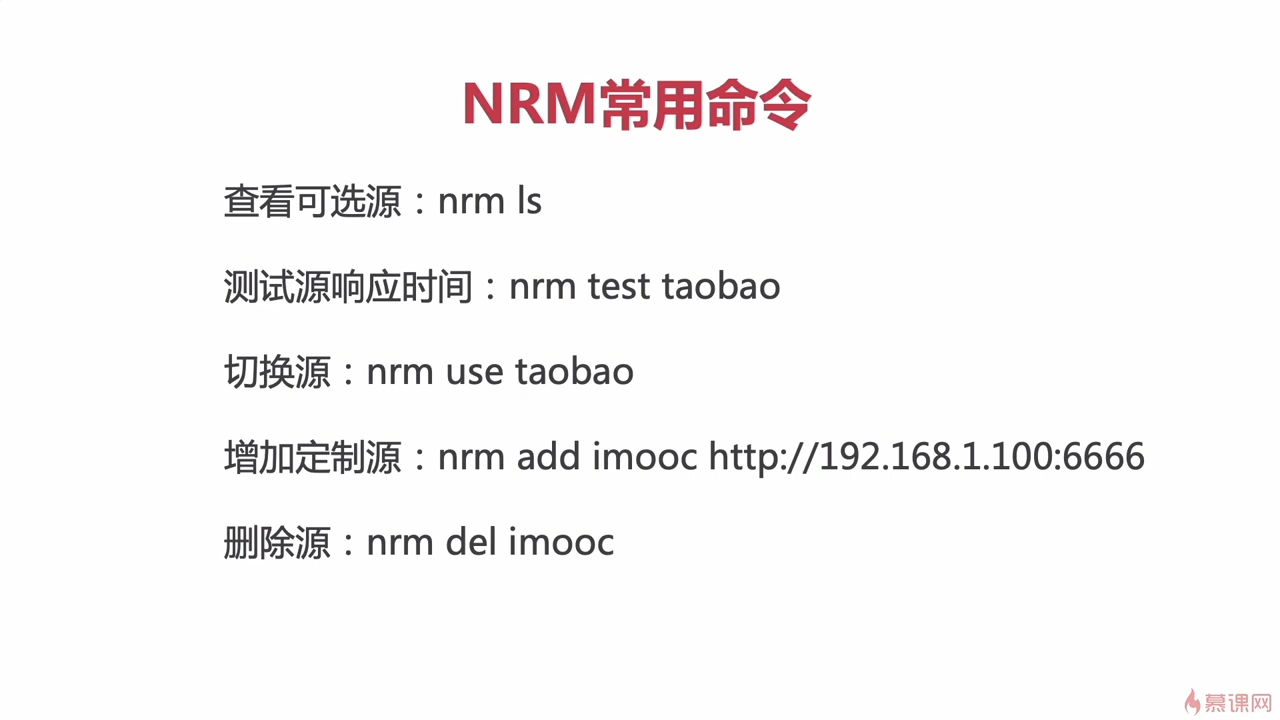 NRM常用命令
查看可选源：nrm ls
测试源响应时间：nrm test taobao
切换源：nrm use taobao
增加定制源：nrm add imooc http://192.168.1.100:6666
删除源：nrm del imooc
慕课网